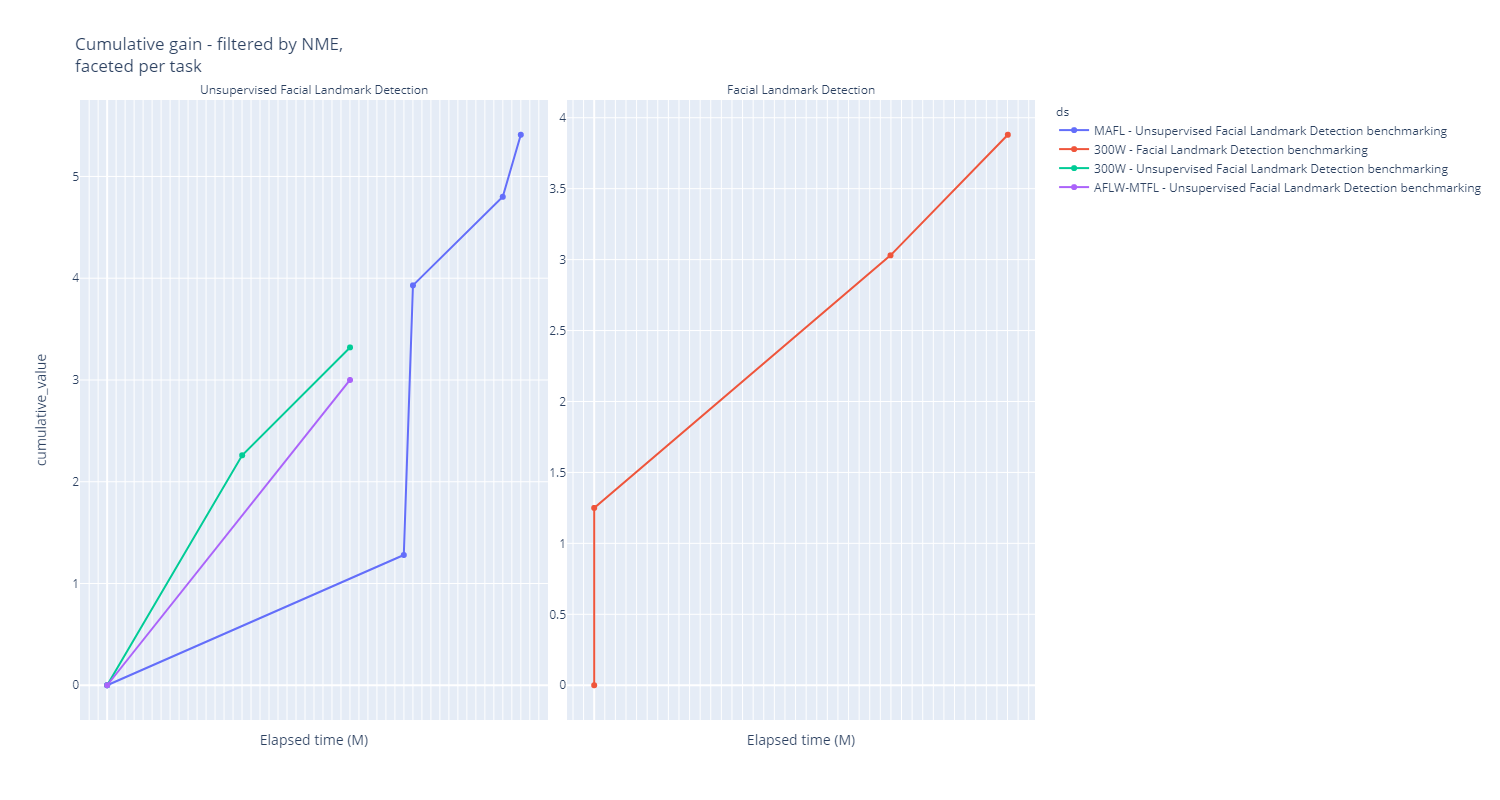 Cumulative gain - filtered by NME,
faceted per task
Unsupervised Facial Landmark Detection
Facial Landmark Detection
ds
MAFL - Unsupervised Facial Landmark Detection benchmarking
300W - Facial Landmark Detection benchmarking
300W - Unsupervised Facial Landmark Detection benchmarking
AFLW-MTFL - Unsupervised Facial Landmark Detection benchmarking
cumulative_value
5
4
3
2
1
0
4
3.5
3
2.5
2
1.5
1
0.5
0
Elapsed time (M)
Elapsed time (M)